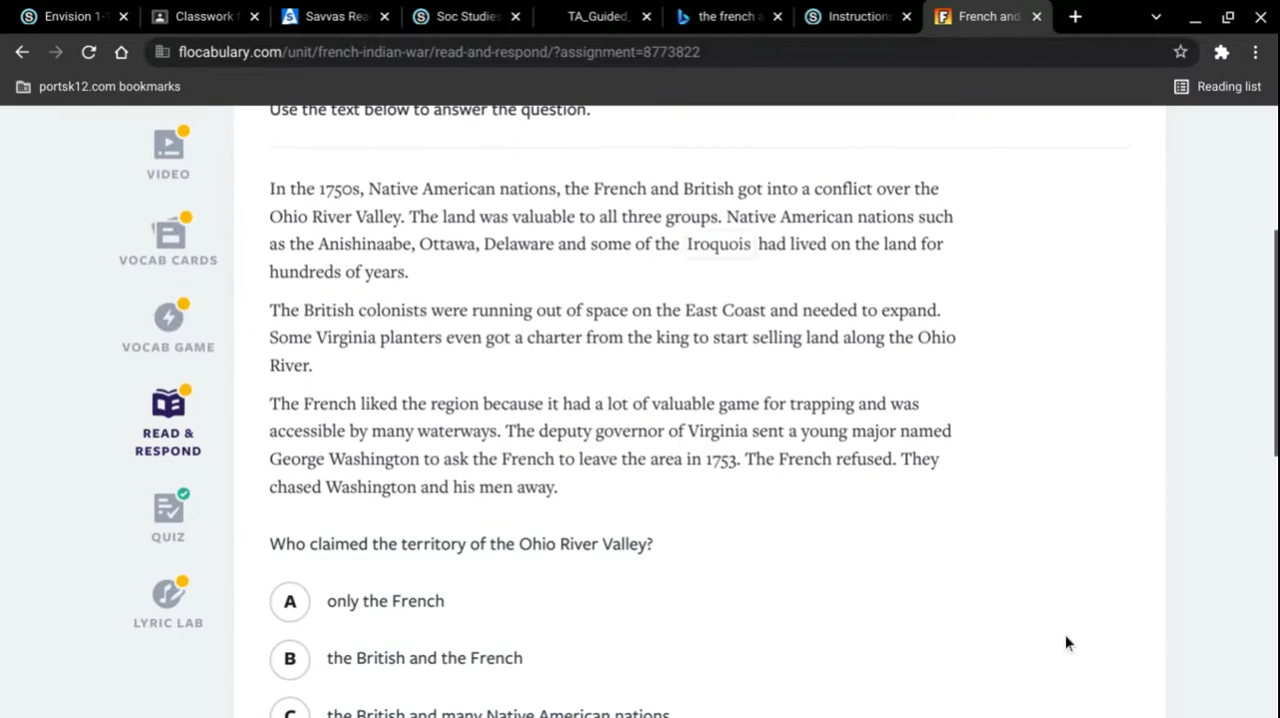 Envision 1-1
Classwork f
Savvas Rea
Soc Studies
TA_Guided_
the french a
Instruction
French and
flocabulary.com/unit/french-indian-war/read-and-respond/?assignment=8773822
portsk12.com bookmarks
Reading list
Use the text below to answer the question.
VIDEO
VOCAB CARDS
VOCAB GAME
READ &
RESPOND
QUIZ
LYRIC LAB
In the 1750s, Native American nations, the French and British got into a conflict over the
Ohio River Valley. The land was valuable to all three groups. Native American nations such
as the Anishinaabe, Ottawa, Delaware and some of the Iroquois had lived on the land for
hundreds of years.
The British colonists were running out of space on the East Coast and needed to expand.
Some Virginia planters even got a charter from the king to start selling land along the Ohio
River.
The French liked the region because it had a lot of valuable game for trapping and was
accessible by many waterways. The deputy governor of Virginia sent a young major named
George Washington to ask the French to leave the area in 1753. The French refused. They
chased Washington and his men away.
Who claimed the territory of the Ohio River Valley?
A only the French
B the British and the French
C the British and many Native American nations